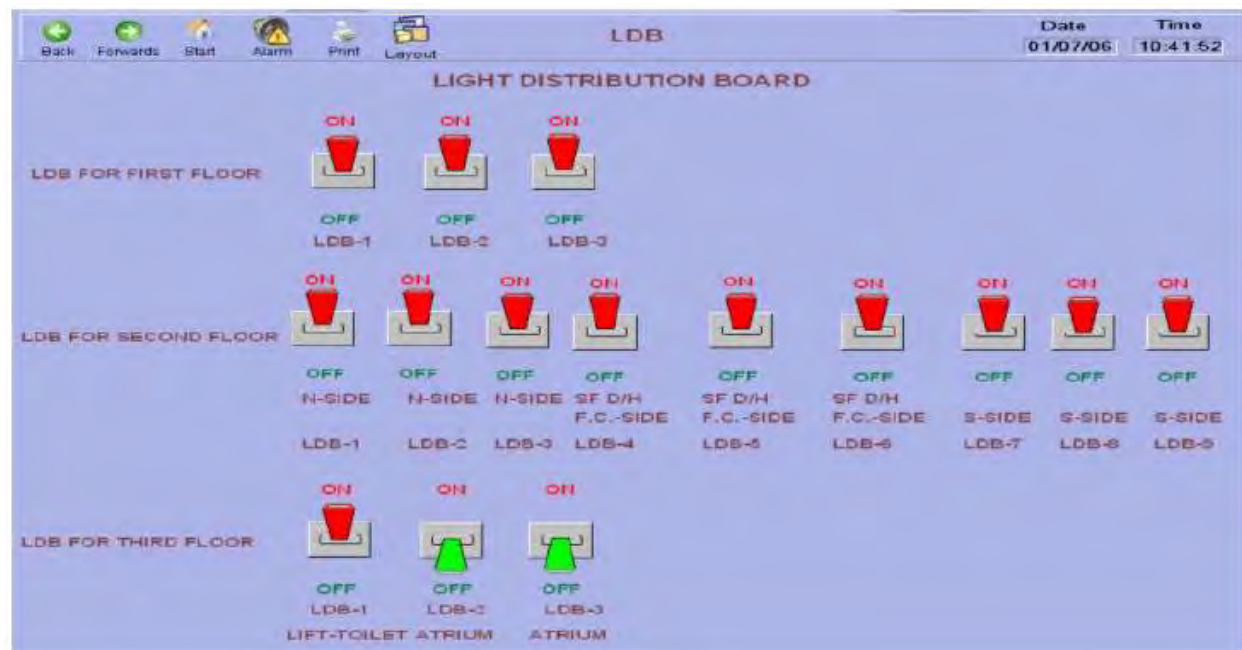 Back Forwards Start Alarm Print Layout LDB Date Time
01/07/06 10:41:52
LIGHT DISTRIBUTION BOARD
ON ON ON
LDB FOR FIRST FLOOR
OFF OFF OFF
LDB-1 LDB-2 LDB-3
ON ON ON ON ON ON ON ON ON
LDB FOR SECOND FLOOR
OFF OFF OFF OFF OFF OFF OFF OFF OFF
N-SIDE N-SIDE N-SIDE SF D/H SF D/H SF D/H
F.C.-SIDE F.C.-SIDE F.C.-SIDE S-SIDE S-SIDE S-SIDE
LDB-1 LDB-2 LDB-3 LDB-4 LDB-5 LDB-6 LDB-7 LDB-8 LDB-9
ON ON ON
LDB FOR THIRD FLOOR
OFF OFF OFF
LDB-1 LDB-2 LDB-3
LIFT-TOILET ATRIUM ATRIUM